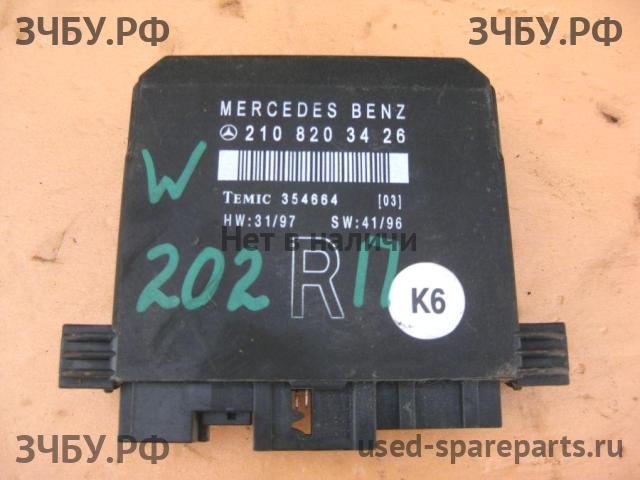 ЗЧБУ.РФ ЗЧБУ.РФ
MERCEDES BENZ
210 820 34 26
TEMIC 354664 [03]
HW:31/97 SW:41/96
W
Нет в наличи
202 R П
K6
ЗЧБУ.РФ used-spareparts.ru